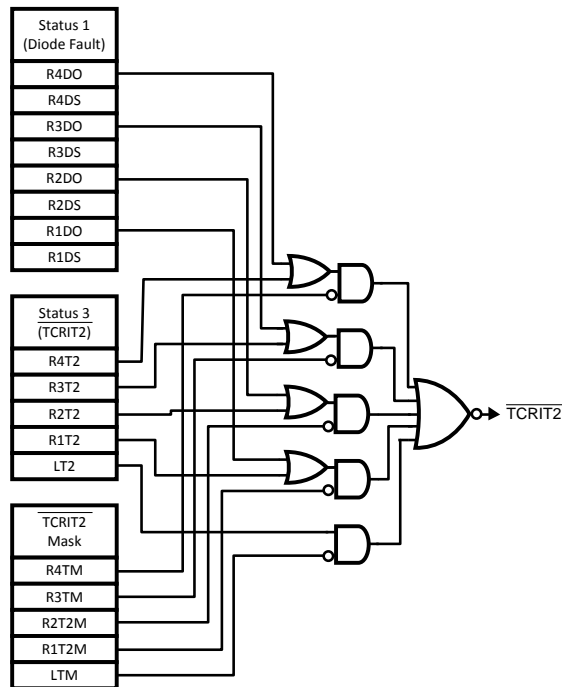 Status 1
(Diode Fault)
R4DO
R4DS
R3DO
R3DS
R2DO
R2DS
R1DO
R1DS
Status 3
(TCRIT2)
R4T2
R3T2
R2T2
R1T2
LT2
TCRIT2
Mask
R4TM
R3TM
R2T2M
R1T2M
LTM
TCRIT2